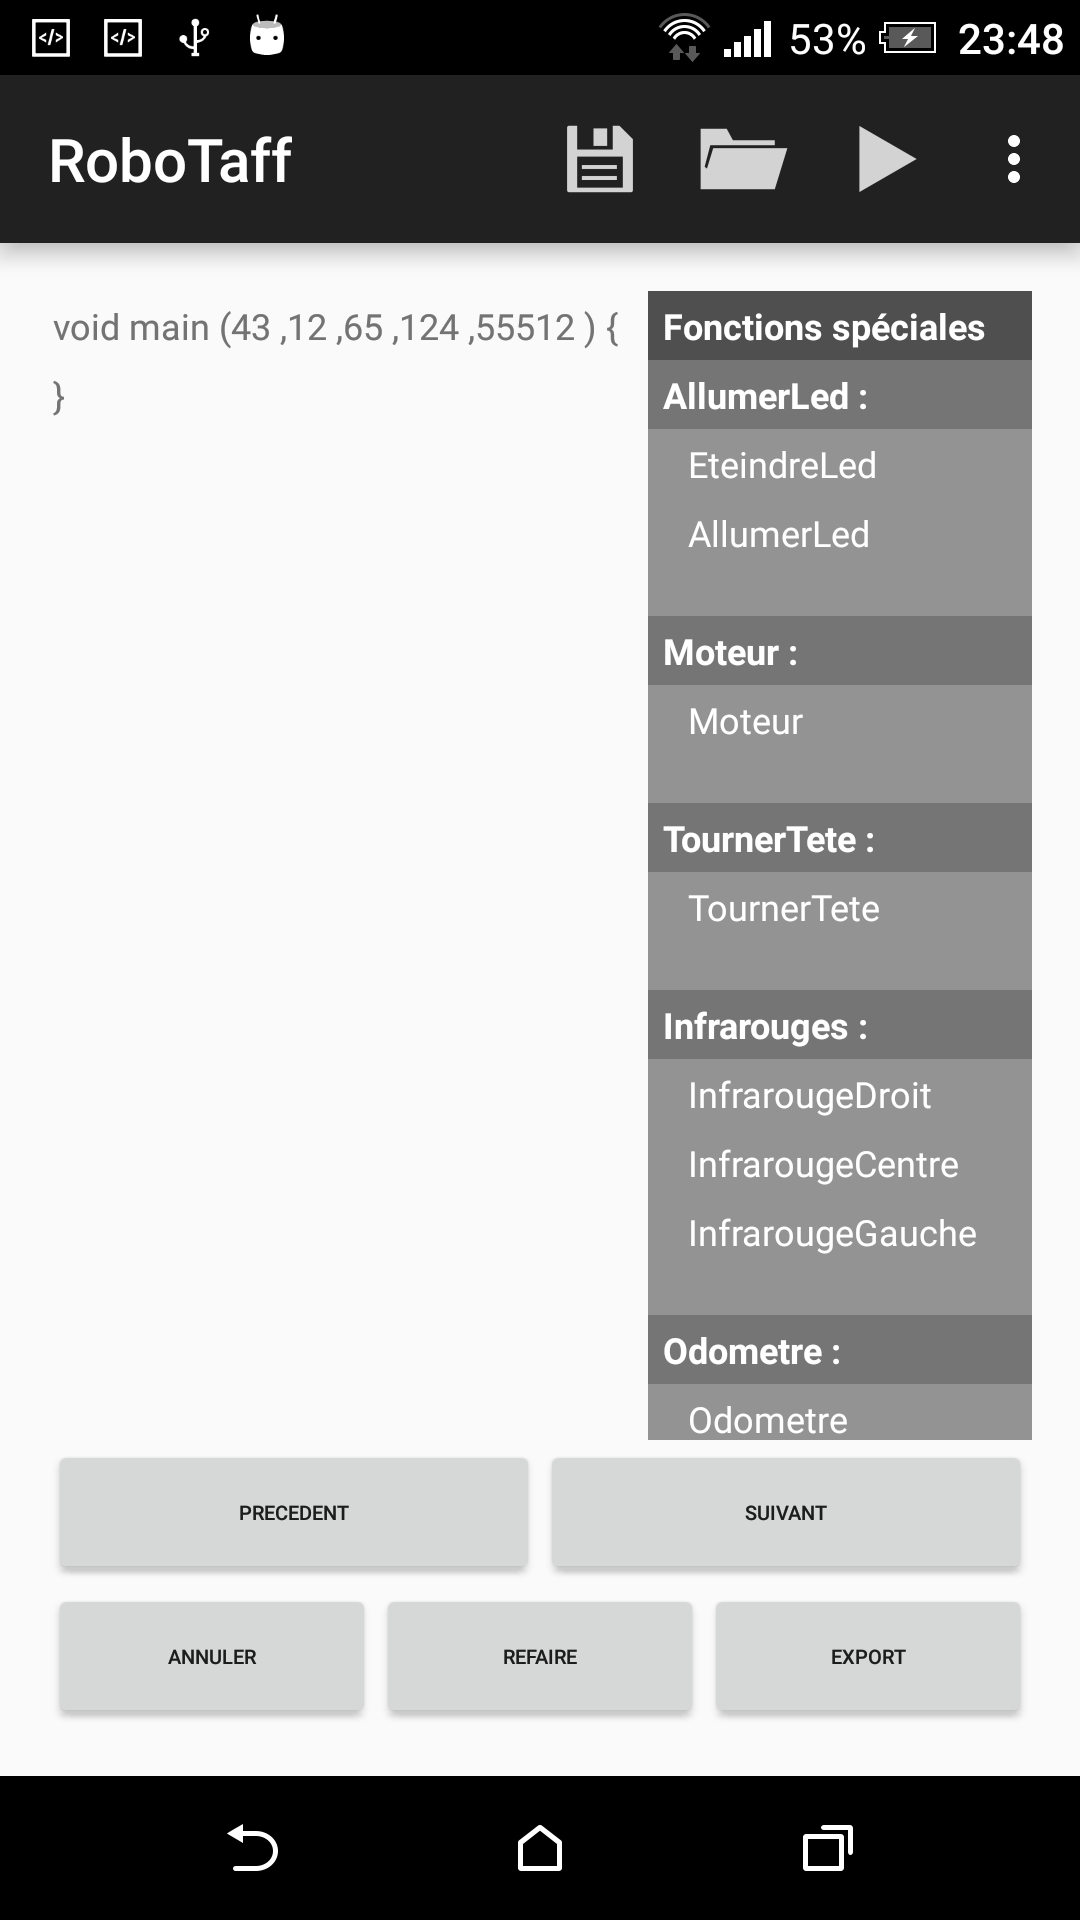 53% 23:48
RoboTaff
void main (43 ,12 ,65 ,124 ,55512 ) {
}
Fonctions spéciales
AllumerLed :
EteindreLed
AllumerLed
Moteur :
Moteur
TournerTete :
TournerTete
Infrarouges :
InfrarougeDroit
InfrarougeCentre
InfrarougeGauche
Odometre :
Odometre
PRECEDENT SUIVANT
ANNULER REFAIRE EXPORT